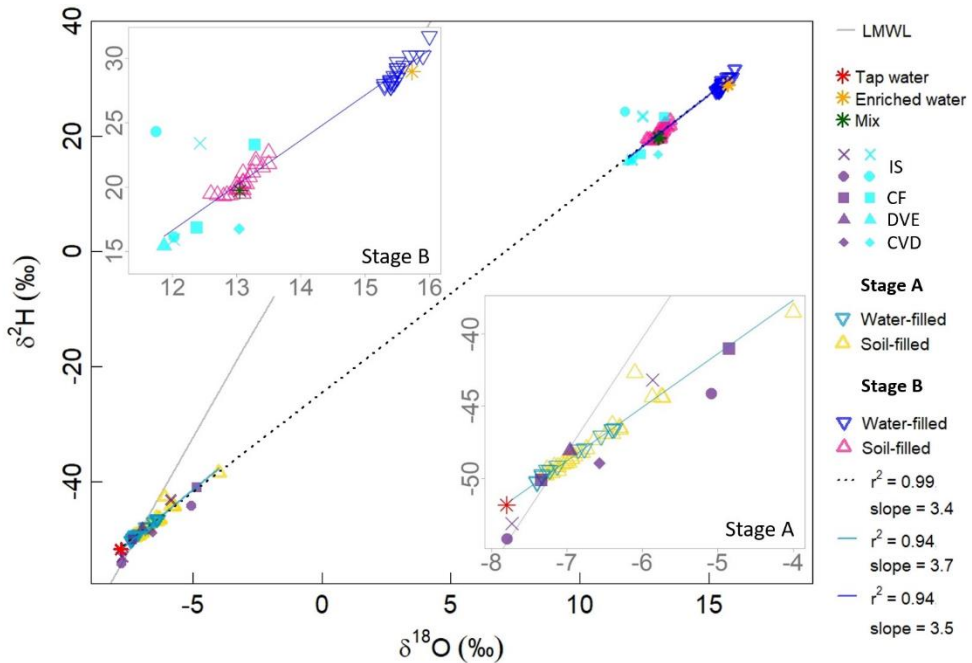 40
20
0
-20
-40
δ²H (‰)
-5
0
5
10
15
δ¹⁸O (‰)
30
25
20
15
12
13
14
15
16
Stage B
-40
-45
-50
-8
-7
-6
-5
-4
Stage A
LMWL
Tap water
Enriched water
Mix
IS
CF
DVE
CVD
Stage A
Water-filled
Soil-filled
Stage B
Water-filled
Soil-filled
r² = 0.99
slope = 3.4
r² = 0.94
slope = 3.7
r² = 0.94
slope = 3.5